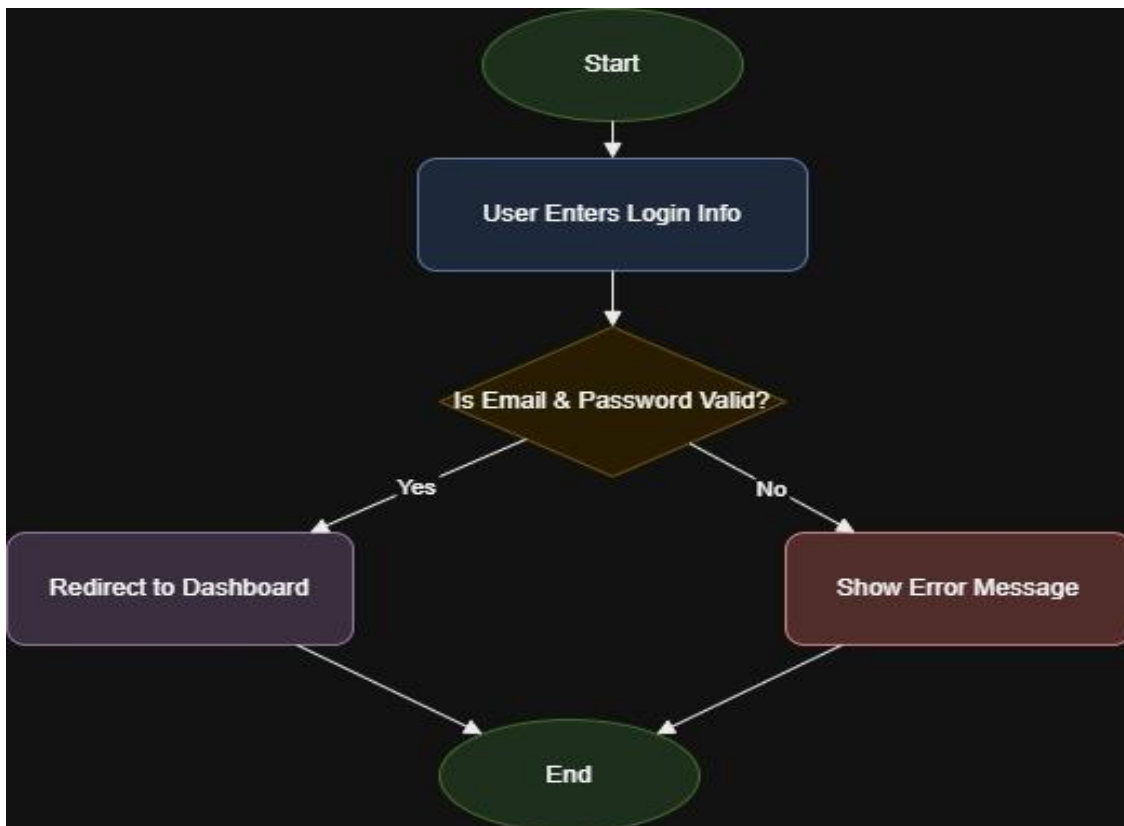 Start
User Enters Login Info
Is Email & Password Valid?
Yes
No
Redirect to Dashboard
Show Error Message
End